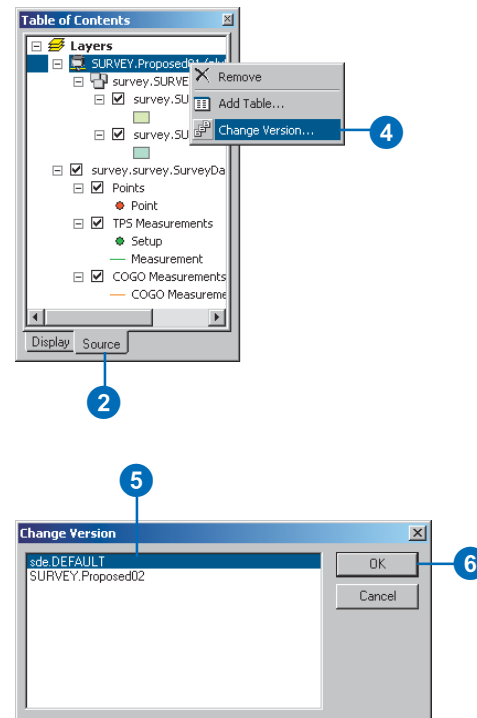 Table of Contents
Layers
SURVEY.Proposed01
survey.SURVE
survey.SU
survey.SU
survey.survey.SurveyDa
Points
Point
TPS Measurements
Setup
Measurement
COGO Measurements
COGO Measureme
Remove
Add Table...
Change Version...
4
Display
Source
2
5
Change Version
sde.DEFAULT
SURVEY.Proposed02
OK
6
Cancel